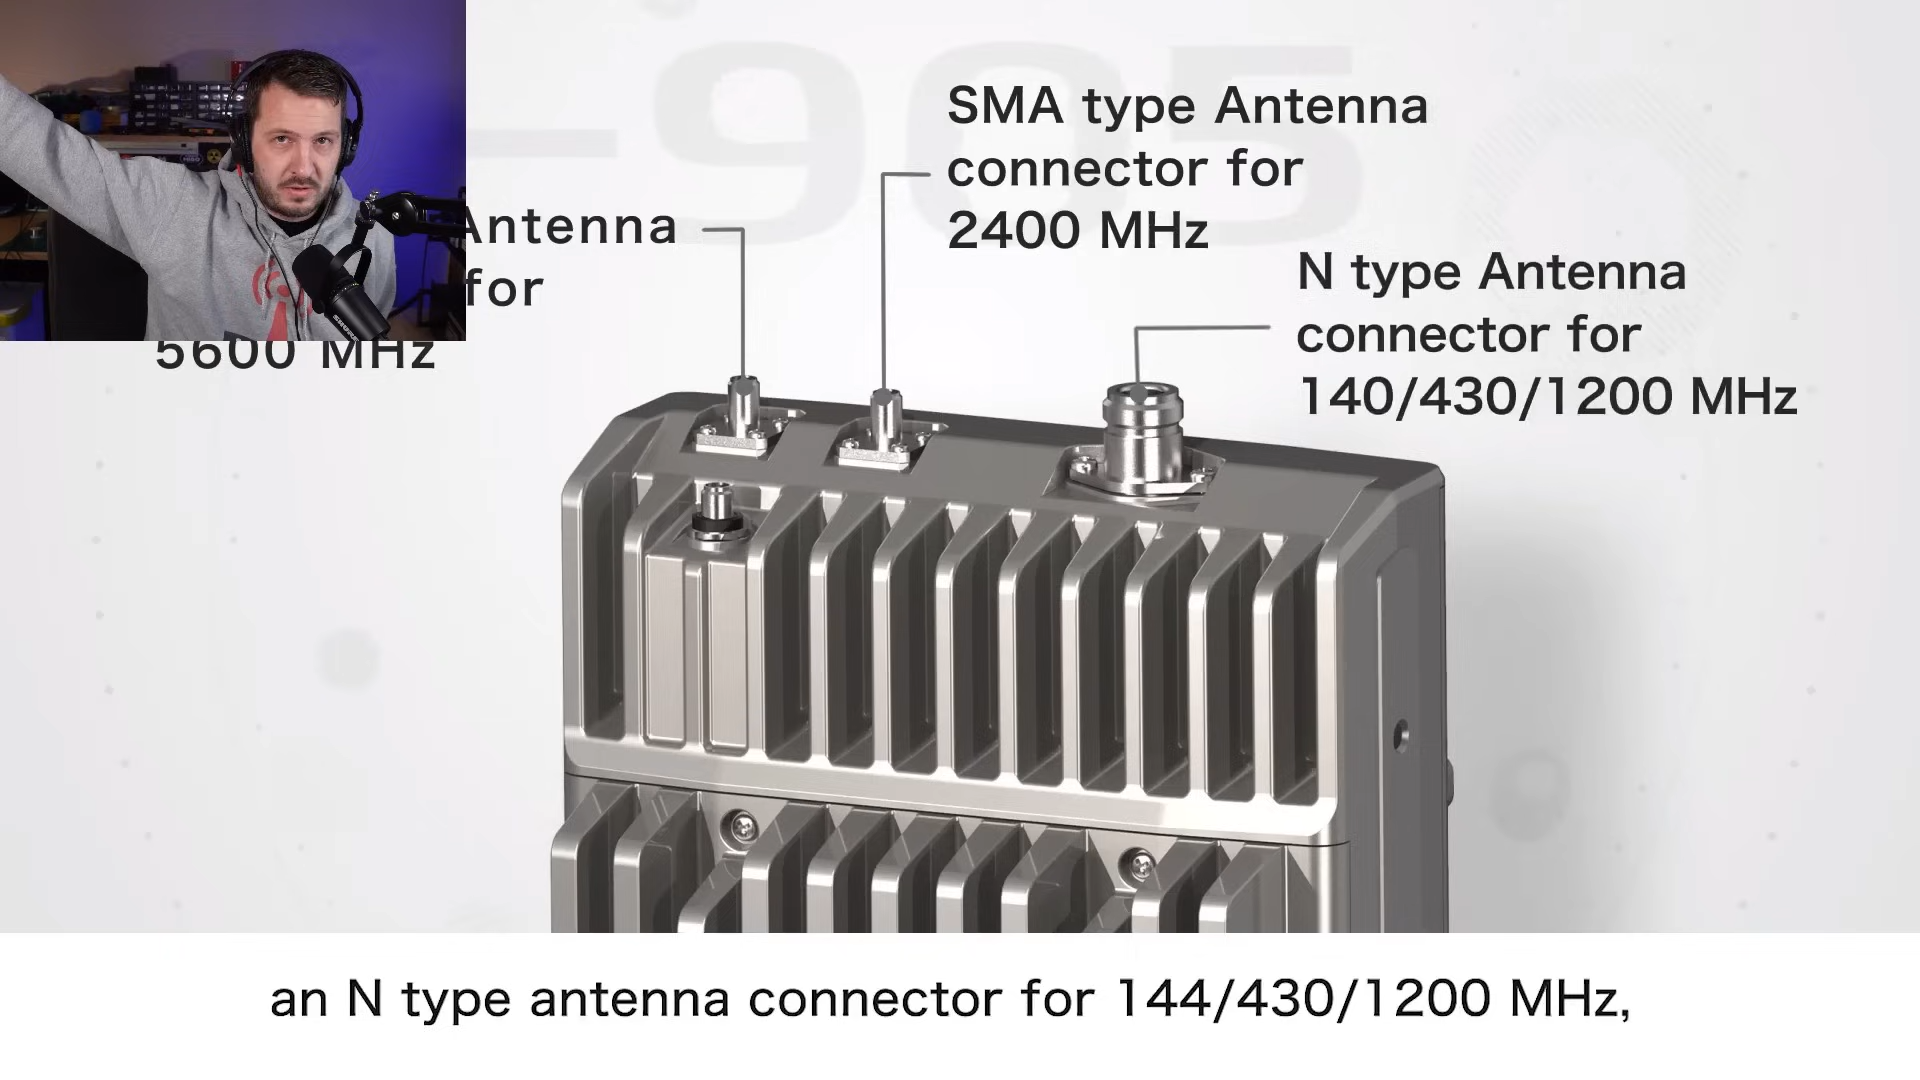 -905
SMA type Antenna
connector for
2400 MHz
Antenna
for
5600 MHz
N type Antenna
connector for
140/430/1200 MHz
an N type antenna connector for 144/430/1200 MHz,